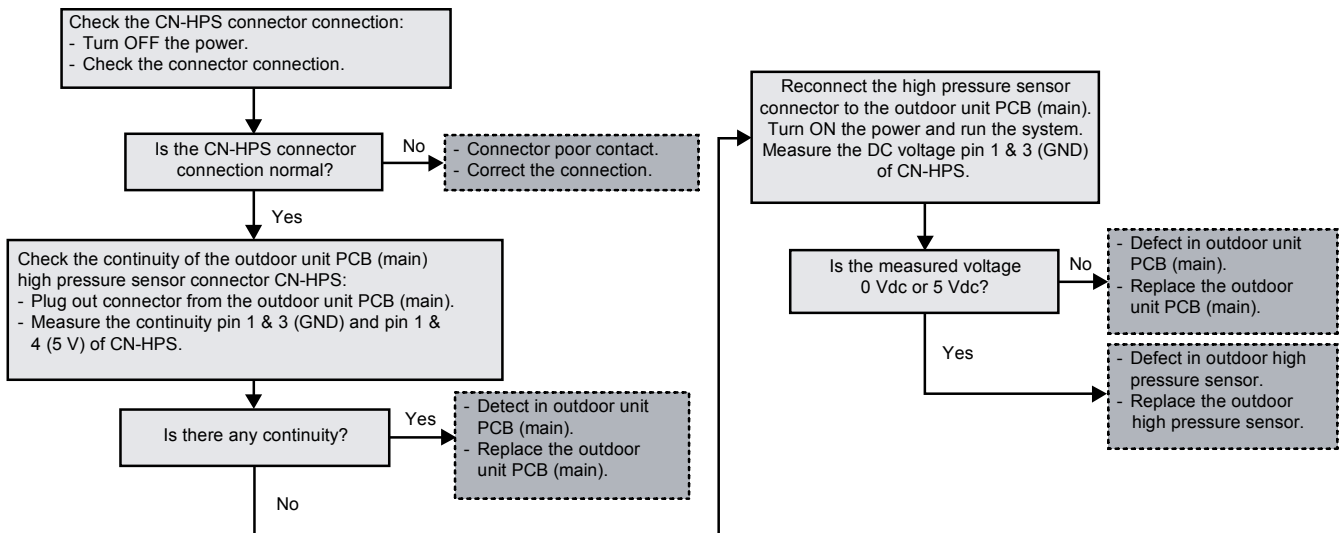 Check the CN-HPS connector connection:
- Turn OFF the power.
- Check the connector connection.
Is the CN-HPS connector
connection normal?
No
- Connector poor contact.
- Correct the connection.
Yes
Check the continuity of the outdoor unit PCB (main)
high pressure sensor connector CN-HPS:
- Plug out connector from the outdoor unit PCB (main).
- Measure the continuity pin 1 & 3 (GND) and pin 1 &
4 (5 V) of CN-HPS.
Is there any continuity?
Yes
- Detect in outdoor unit
PCB (main).
- Replace the outdoor
unit PCB (main).
No
Reconnect the high pressure sensor
connector to the outdoor unit PCB (main).
Turn ON the power and run the system.
Measure the DC voltage pin 1 & 3 (GND)
of CN-HPS.
Is the measured voltage
0 Vdc or 5 Vdc?
No
- Defect in outdoor unit
PCB (main).
- Replace the outdoor
unit PCB (main).
Yes
- Defect in outdoor high
pressure sensor.
- Replace the outdoor
high pressure sensor.